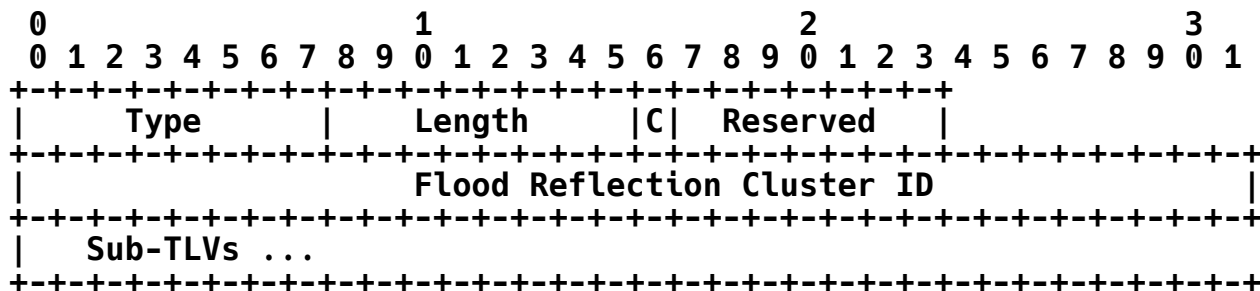 0                   1                   2                   3
 0 1 2 3 4 5 6 7 8 9 0 1 2 3 4 5 6 7 8 9 0 1 2 3 4 5 6 7 8 9 0 1
+-+-+-+-+-+-+-+-+-+-+-+-+-+-+-+-+-+-+-+-+-+-+-+-+
|     Type      |    Length     |C|  Reserved   |
+-+-+-+-+-+-+-+-+-+-+-+-+-+-+-+-+-+-+-+-+-+-+-+-+-+-+-+-+-+-+-+-+
|                    Flood Reflection Cluster ID                |
+-+-+-+-+-+-+-+-+-+-+-+-+-+-+-+-+-+-+-+-+-+-+-+-+-+-+-+-+-+-+-+-+
|   Sub-TLVs ...
+-+-+-+-+-+-+-+-+-+-+-+-+-+-+-+-+-+-+-+-+-+-+-+-+-+-+-+-+-+-+-+-+